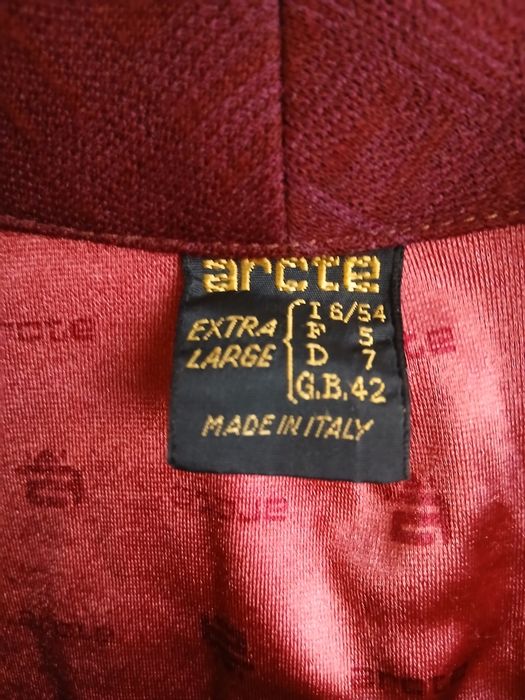 arcte
EXTRA LARGE
I 6/54
F 5
D 7
G.B. 42
MADE IN ITALY